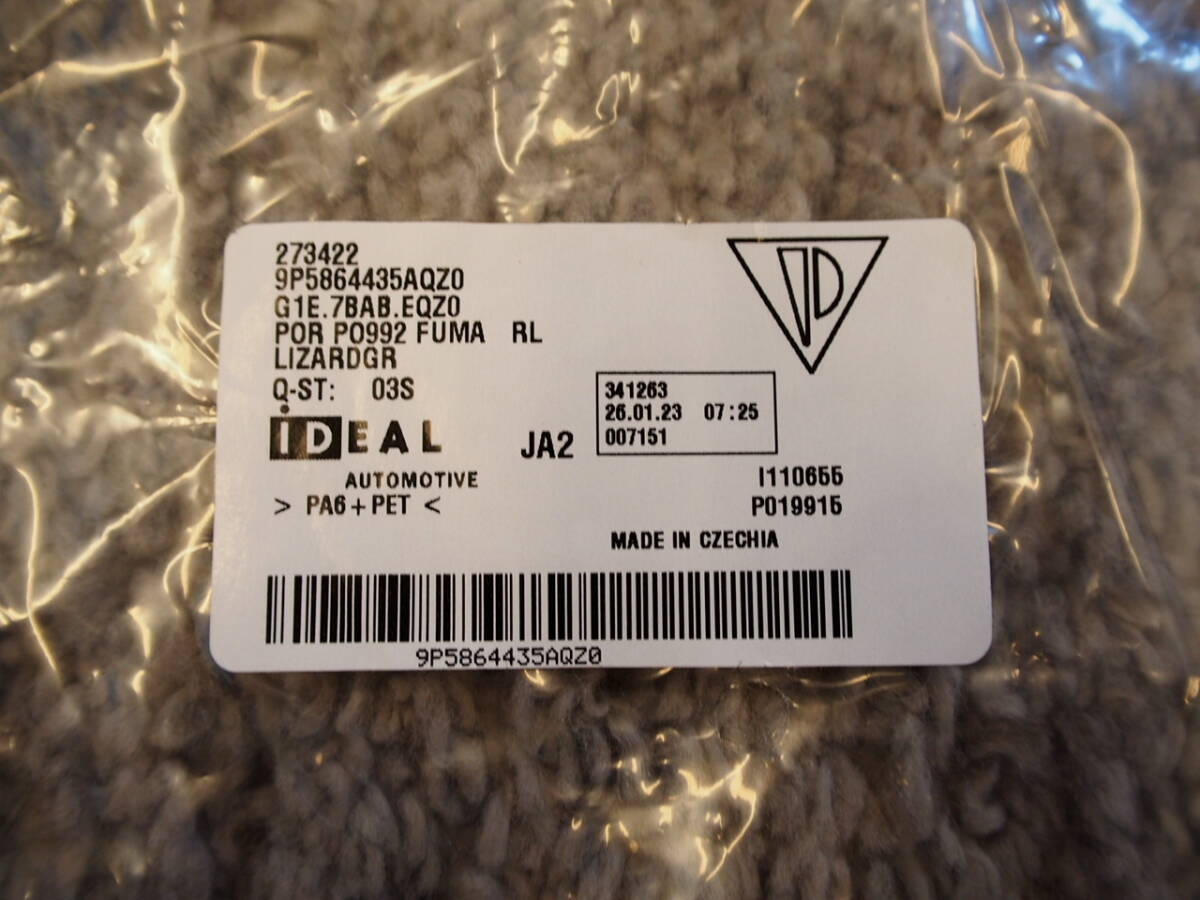 273422
9P5864435AQZ0
G1E.7BAB.EQZ0
POR PO992 FUMA RL
LIZARDGR
Q-ST: 03S
iDEAL
AUTOMOTIVE
> PA6+PET <
JA2
341263
26.01.23 07:25
007151
I110655
P019915
MADE IN CZECHIA
9P5864435AQZ0